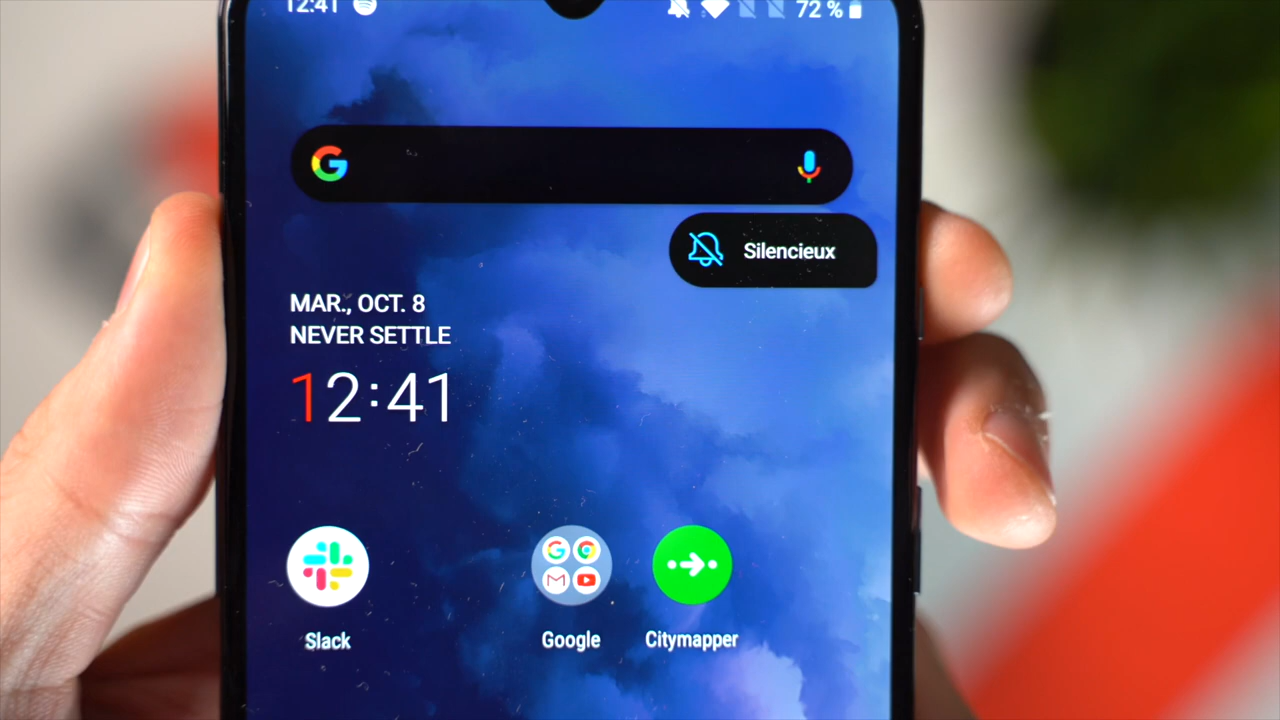 12:41
72 %
Silencieux
MAR., OCT. 8
NEVER SETTLE
12:41
Slack
Google
Citymapper